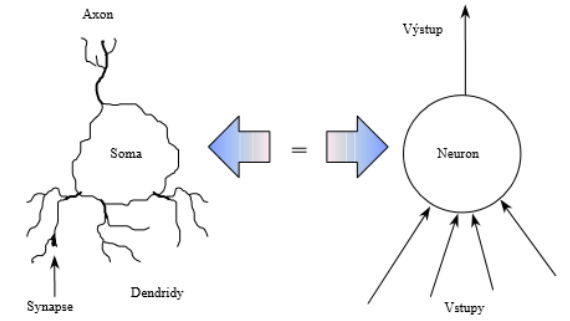 Axon
Výstup
Soma
=
Neuron
Dendridy
Synapse
Vstupy